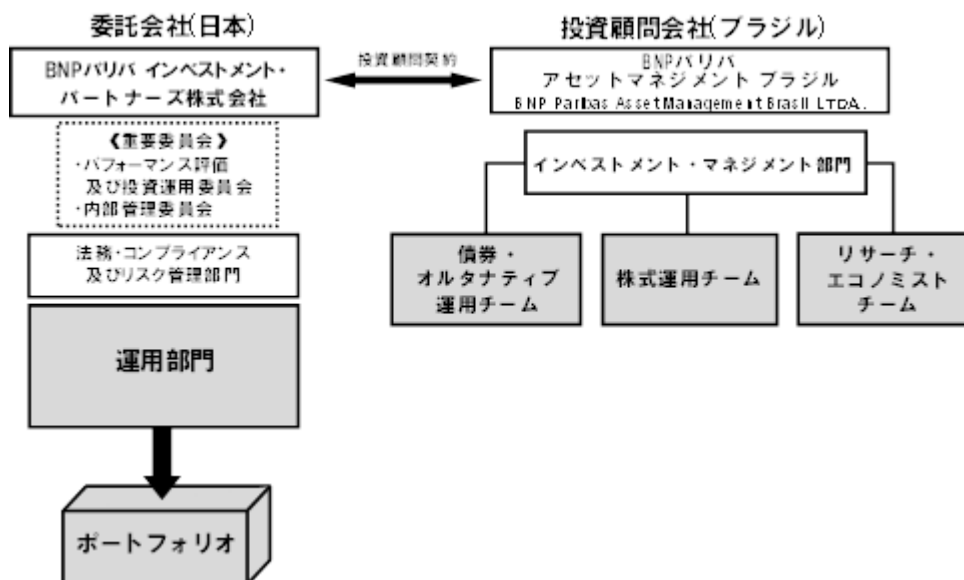 委託会社(日本)
BNPパリバ インベストメント・
パートナーズ株式会社
《重要委員会》
・パフォーマンス評価
及び投資運用委員会
・内部管理委員会
法務・コンプライアンス
及びリスク管理部門
運用部門
ポートフォリオ
投資顧問契約
投資顧問会社(ブラジル)
BNPパリバ
アセットマネジメント ブラジル
BNP Paribas Asset Management Brasil LTDA.
インベストメント・マネジメント部門
債券・
オルタナティブ
運用チーム
株式運用チーム
リサーチ・
エコノミスト
チーム